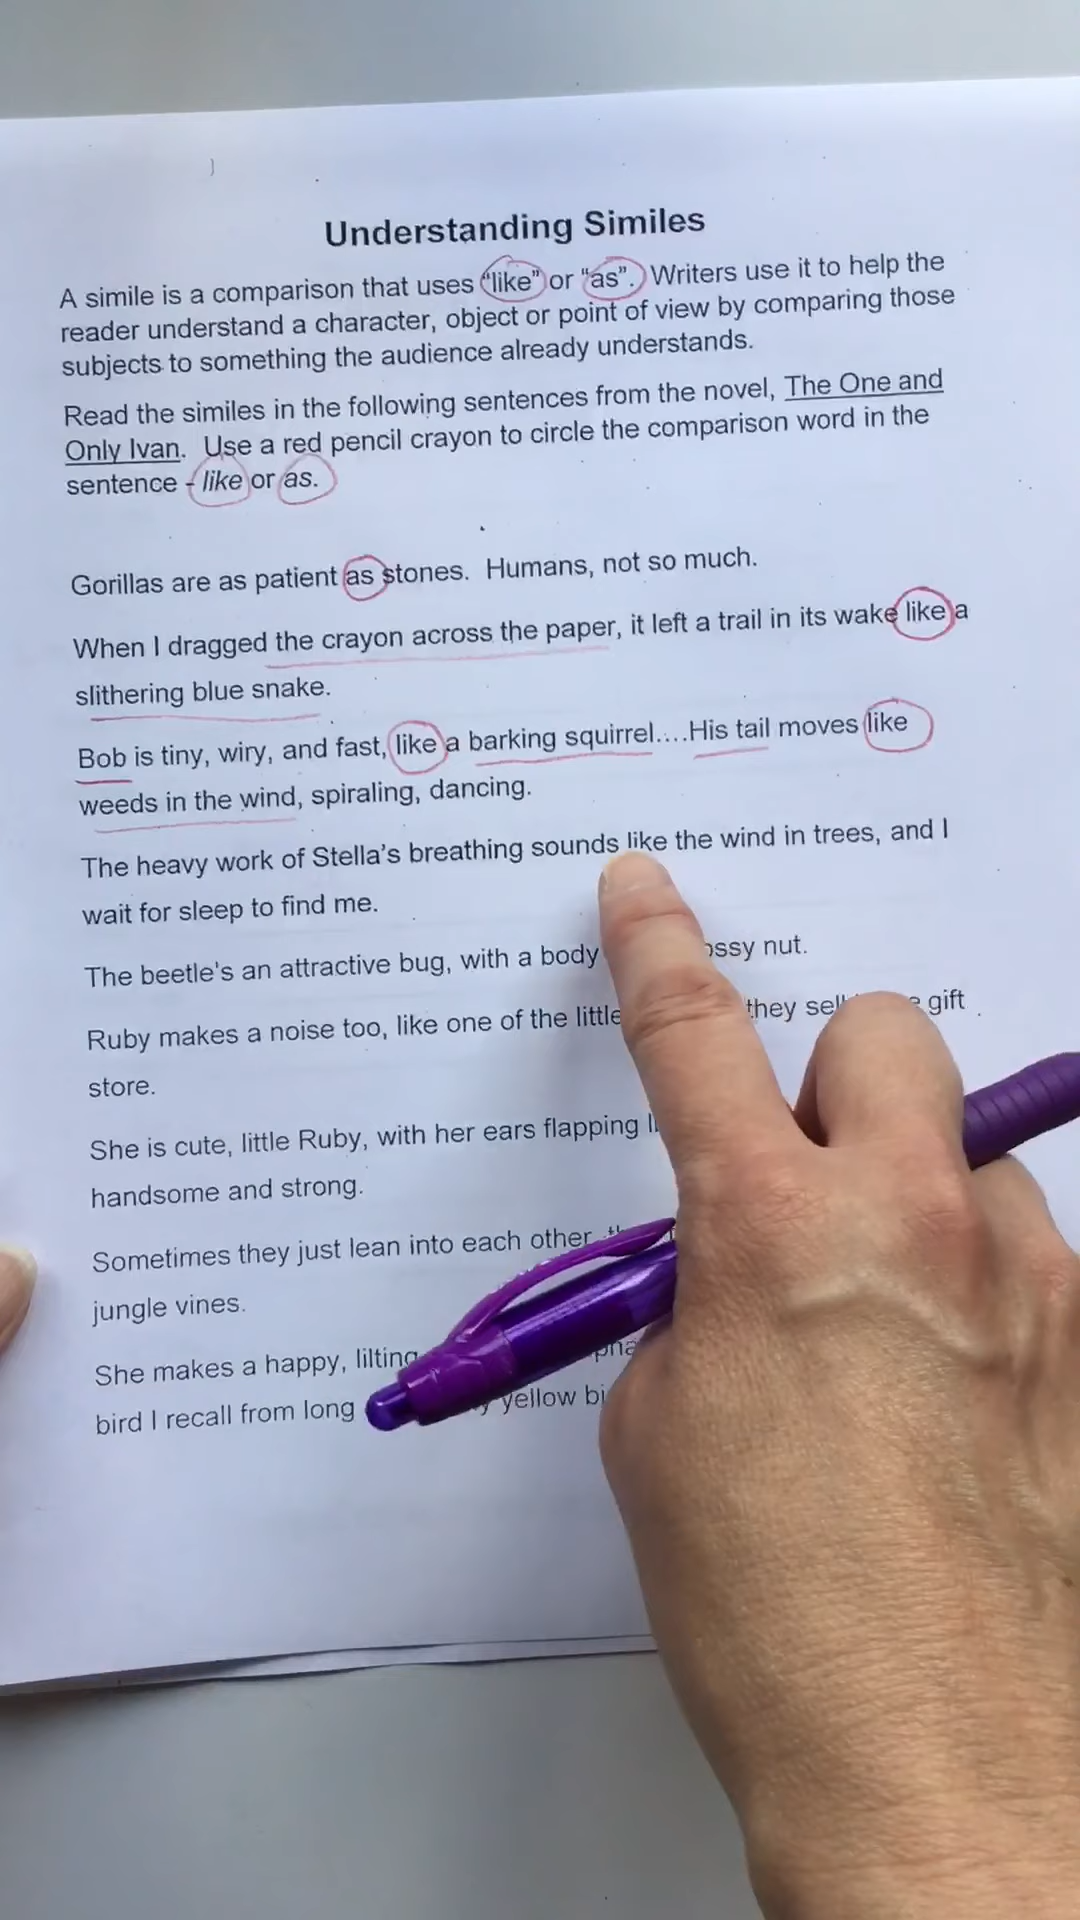 Understanding Similes
A simile is a comparison that uses “like” or “as”. Writers use it to help the
reader understand a character, object or point of view by comparing those
subjects to something the audience already understands.
Read the similes in the following sentences from the novel, The One and
Only Ivan. Use a red pencil crayon to circle the comparison word in the
sentence - like or as.
Gorillas are as patient as stones. Humans, not so much.
When I dragged the crayon across the paper, it left a trail in its wake like a
slithering blue snake.
Bob is tiny, wiry, and fast, like a barking squirrel....His tail moves like
weeds in the wind, spiraling, dancing.
The heavy work of Stella’s breathing sounds like the wind in trees, and I
wait for sleep to find me.
The beetle's an attractive bug, with a body nut.
Ruby makes a noise too, like one of the little they gift
store.
She is cute, little Ruby, with her ears flapping
handsome and strong.
Sometimes they just lean into each other
jungle vines.
She makes a happy, lilting
bird I recall from long yellow